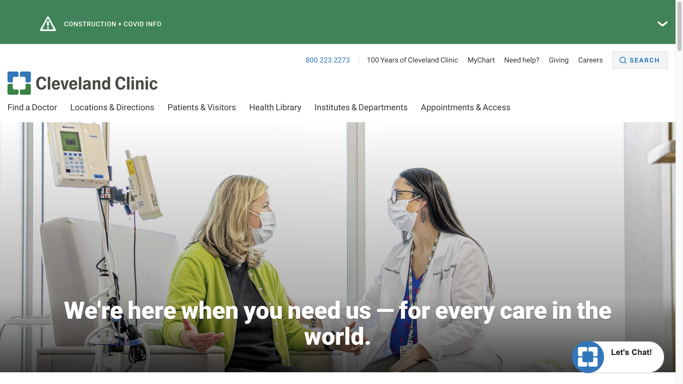 CONSTRUCTION + COVID INFO
800.223.2273 100 Years of Cleveland Clinic MyChart Need help? Giving Careers SEARCH
Cleveland Clinic
Find a Doctor Locations & Directions Patients & Visitors Health Library Institutes & Departments Appointments & Access
We're here when you need us — for every care in the
world.
Let's Chat!